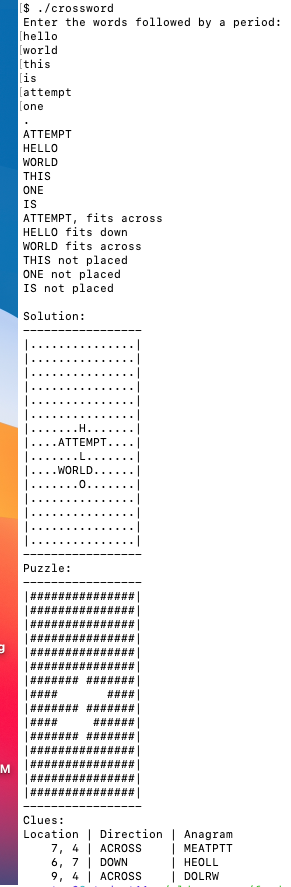 $ ./crossword
Enter the words followed by a period:
hello
world
this
is
attempt
one
.
ATTEMPT
HELLO
WORLD
THIS
ONE
IS
ATTEMPT, fits across
HELLO fits down
WORLD fits across
THIS not placed
ONE not placed
IS not placed

Solution:
-----------------
|...............|
|...............|
|...............|
|...............|
|...............|
|...............|
|.......H.......|
|....ATTEMPT....|
|.......L.......|
|....WORLD......|
|.......O.......|
|...............|
|...............|
|...............|
|...............|
-----------------
Puzzle:
-----------------
|###############|
|###############|
|###############|
|###############|
|###############|
|###############|
|####### #######|
|####       ####|
|####### #######|
|####     ######|
|####### #######|
|###############|
|###############|
|###############|
|###############|
-----------------
Clues:
Location | Direction | Anagram
    7, 4 | ACROSS    | MEATPTT
    6, 7 | DOWN      | HEOLL
    9, 4 | ACROSS    | DOLRW
g
M